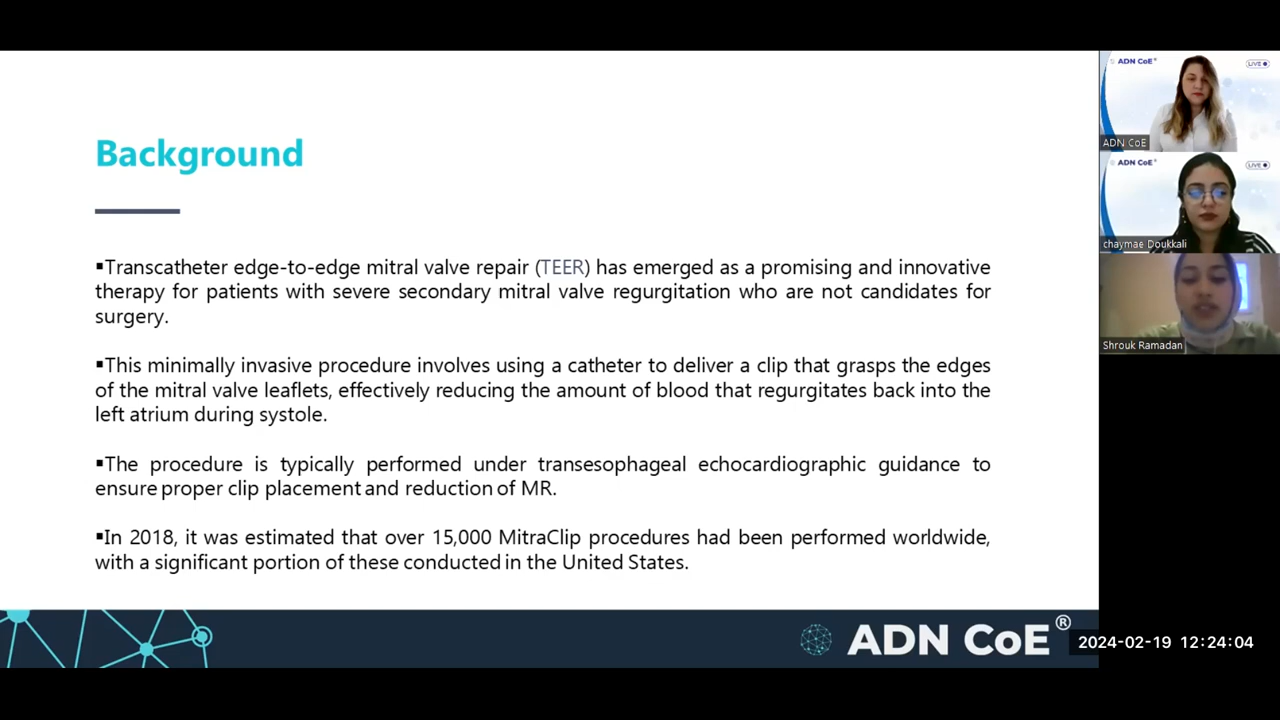 Background
▪Transcatheter edge-to-edge mitral valve repair (TEER) has emerged as a promising and innovative
therapy for patients with severe secondary mitral valve regurgitation who are not candidates for
surgery.
▪This minimally invasive procedure involves using a catheter to deliver a clip that grasps the edges
of the mitral valve leaflets, effectively reducing the amount of blood that regurgitates back into the
left atrium during systole.
▪The procedure is typically performed under transesophageal echocardiographic guidance to
ensure proper clip placement and reduction of MR.
▪In 2018, it was estimated that over 15,000 MitraClip procedures had been performed worldwide,
with a significant portion of these conducted in the United States.
ADN CoE®
2024-02-19 12:24:04
ADN CoE®
LIVE
ADN CoE
ADN CoE®
LIVE
chaymae Doukkali
Shrouk Ramadan